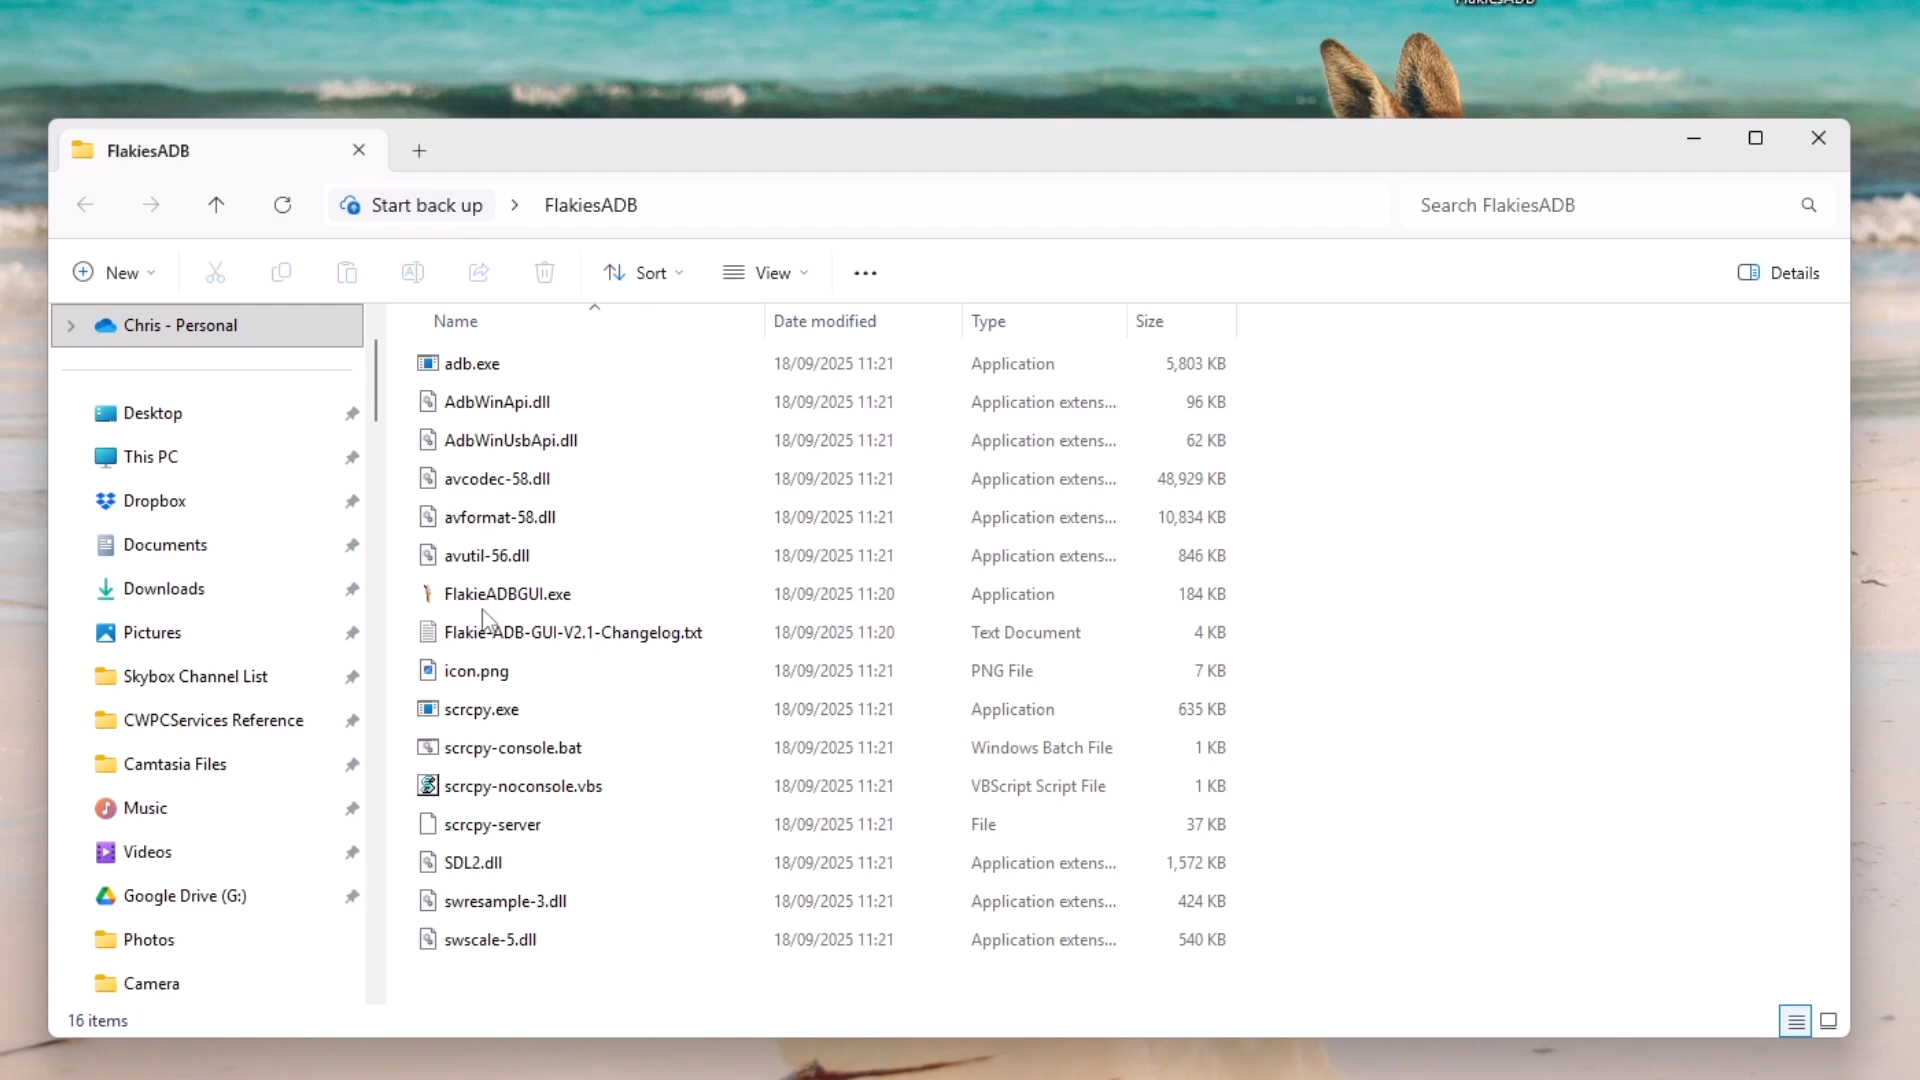 FlakiesADB
FlakiesADB
Start back up
FlakiesADB
Search FlakiesADB
New
Sort
View
Details
Chris - Personal
Desktop
This PC
Dropbox
Documents
Downloads
Pictures
Skybox Channel List
CWPCServices Reference
Camtasia Files
Music
Videos
Google Drive (G:)
Photos
Camera
Name Date modified Type Size
adb.exe 18/09/2025 11:21 Application 5,803 KB
AdbWinApi.dll 18/09/2025 11:21 Application extens... 96 KB
AdbWinUsbApi.dll 18/09/2025 11:21 Application extens... 62 KB
avcodec-58.dll 18/09/2025 11:21 Application extens... 48,929 KB
avformat-58.dll 18/09/2025 11:21 Application extens... 10,834 KB
avutil-56.dll 18/09/2025 11:21 Application extens... 846 KB
FlakieADBGUI.exe 18/09/2025 11:20 Application 184 KB
Flakie-ADB-GUI-V2.1-Changelog.txt 18/09/2025 11:20 Text Document 4 KB
icon.png 18/09/2025 11:21 PNG File 7 KB
scrcpy.exe 18/09/2025 11:21 Application 635 KB
scrcpy-console.bat 18/09/2025 11:21 Windows Batch File 1 KB
scrcpy-noconsole.vbs 18/09/2025 11:21 VBScript Script File 1 KB
scrcpy-server 18/09/2025 11:21 File 37 KB
SDL2.dll 18/09/2025 11:21 Application extens... 1,572 KB
swresample-3.dll 18/09/2025 11:21 Application extens... 424 KB
swscale-5.dll 18/09/2025 11:21 Application extens... 540 KB
16 items